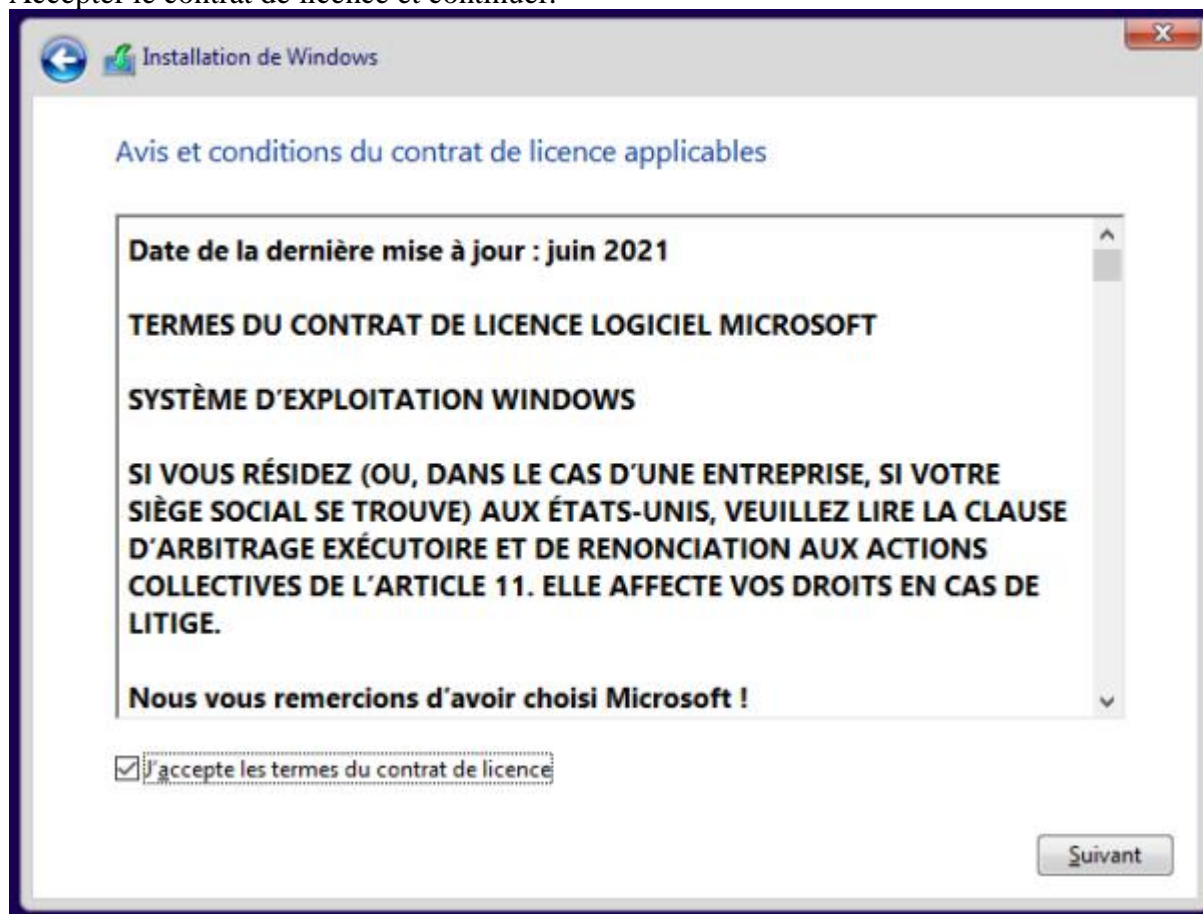 Accepter le contrat de licence et continuer.
Installation de Windows
Avis et conditions du contrat de licence applicables
Date de la dernière mise à jour : juin 2021
TERMES DU CONTRAT DE LICENCE LOGICIEL MICROSOFT
SYSTÈME D'EXPLOITATION WINDOWS
SI VOUS RÉSIDEZ (OU, DANS LE CAS D'UNE ENTREPRISE, SI VOTRE
SIÈGE SOCIAL SE TROUVE) AUX ÉTATS-UNIS, VEUILLEZ LIRE LA CLAUSE
D'ARBITRAGE EXÉCUTOIRE ET DE RENONCIATION AUX ACTIONS
COLLECTIVES DE L'ARTICLE 11. ELLE AFFECTE VOS DROITS EN CAS DE
LITIGE.
Nous vous remercions d'avoir choisi Microsoft !
J'accepte les termes du contrat de licence
Suivant